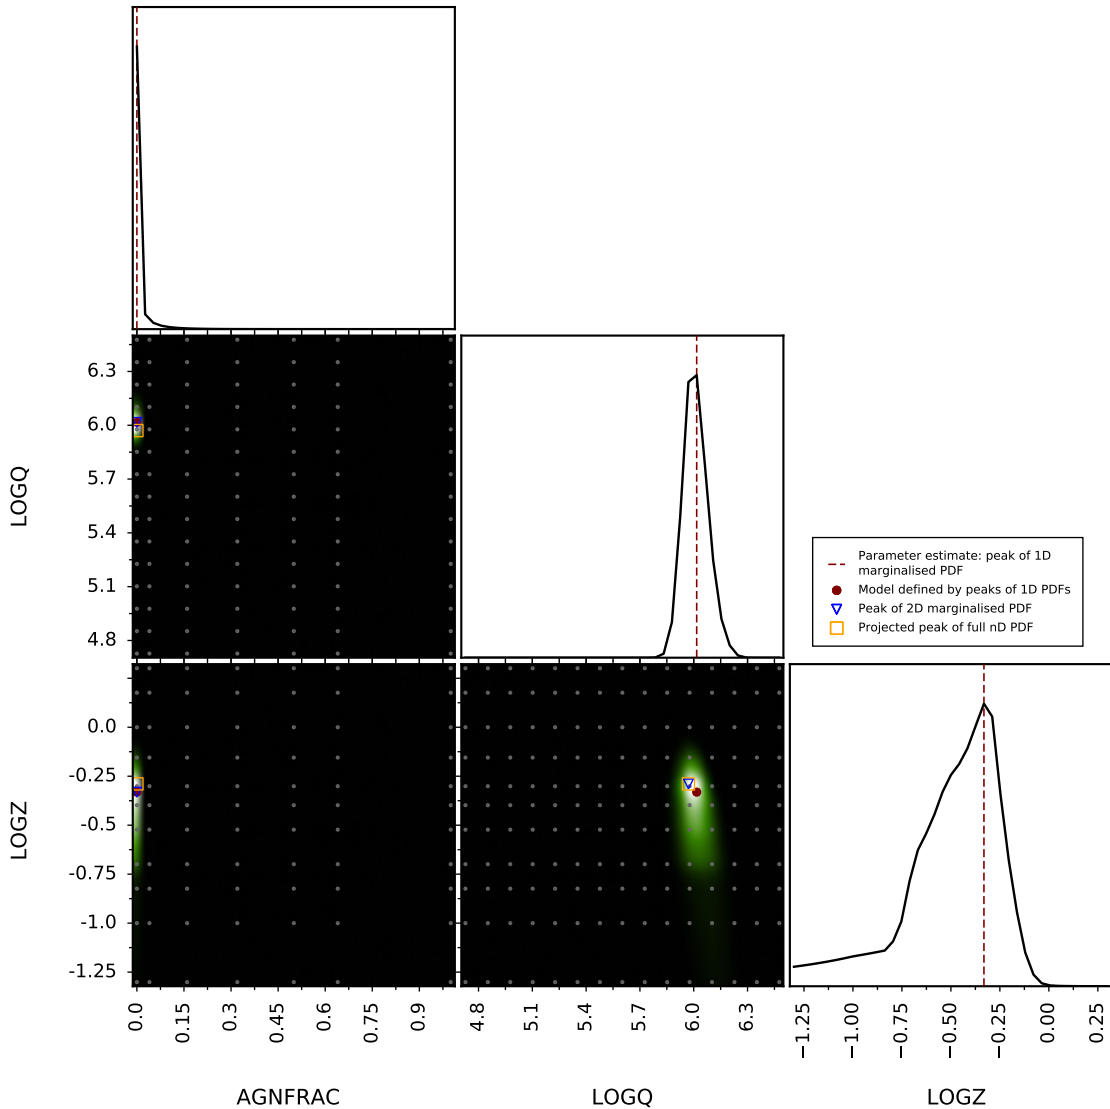 6.3
6.0
5.7
5.4
5.1
4.8
LOGQ
Parameter estimate: peak of 1D
marginalised PDF
Model defined by peaks of 1D PDFs
Peak of 2D marginalised PDF
Projected peak of full nD PDF
0.0
-0.25
-0.5
-0.75
-1.0
-1.25
LOGZ
0.0 0.15 0.3 0.45 0.6 0.75 0.9
4.8 5.1 5.4 5.7 6.0 6.3
−1.25 −1.00 −0.75 −0.50 −0.25 0.00 0.25
AGNFRAC LOGQ LOGZ